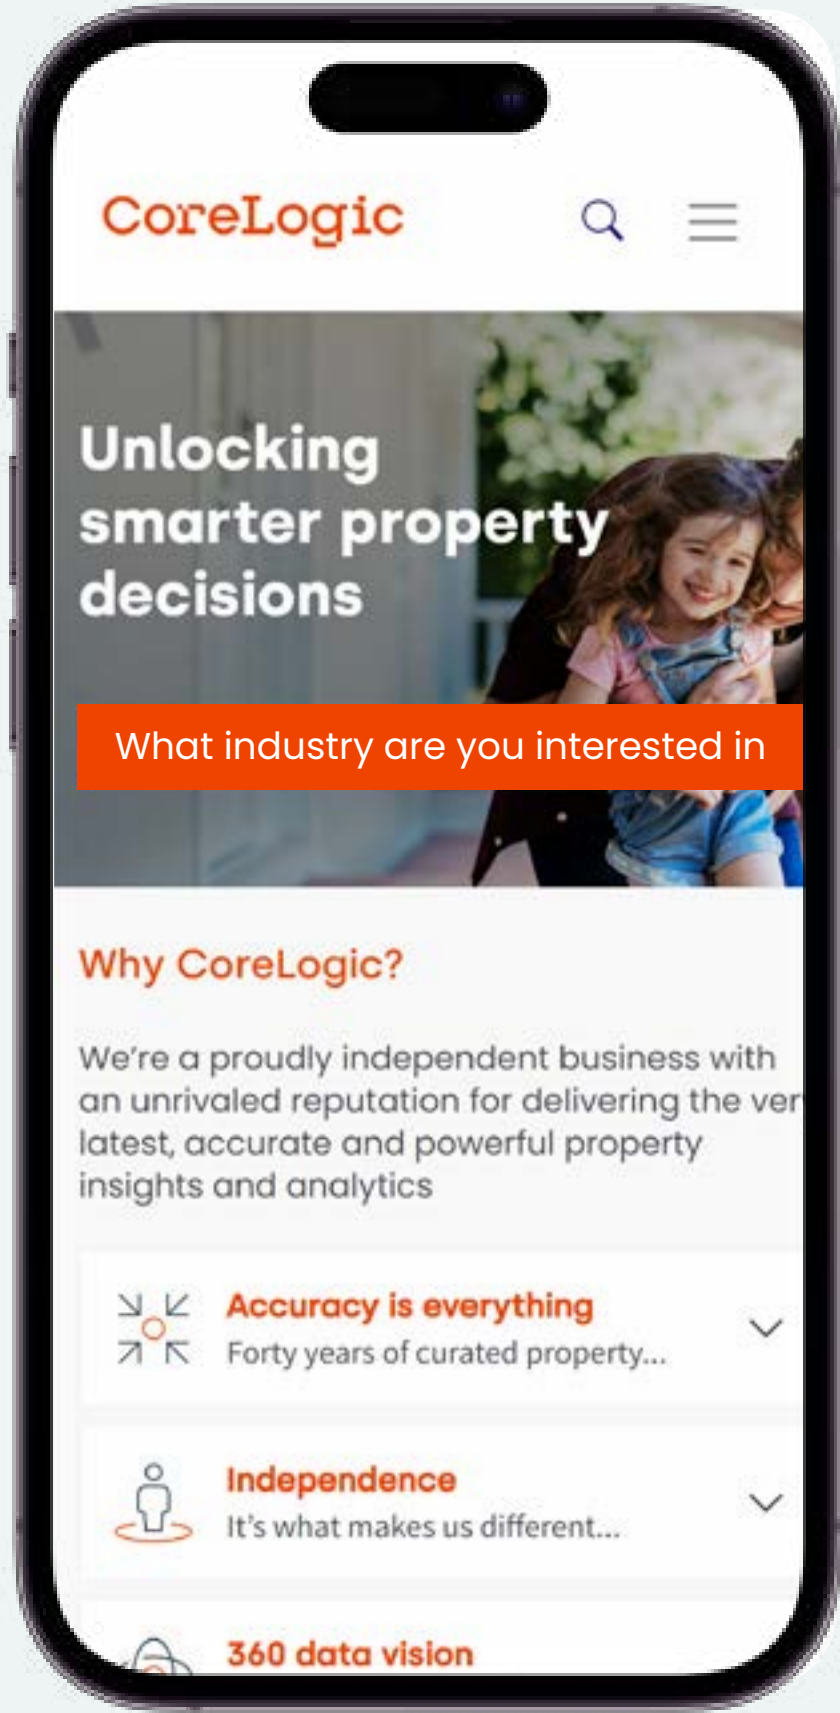 CoreLogic
Unlocking
smarter property
decisions
What industry are you interested in
Why CoreLogic?
We're a proudly independent business with
an unrivaled reputation for delivering the ver
latest, accurate and powerful property
insights and analytics
Accuracy is everything
Forty years of curated property...
Independence
It's what makes us different...
360 data vision